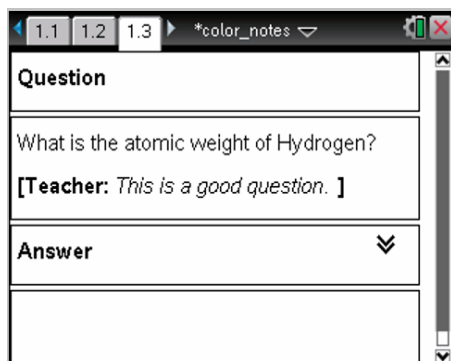 1.1 1.2 1.3 *color_notes
Question
What is the atomic weight of Hydrogen?
[Teacher: This is a good question. ]
Answer